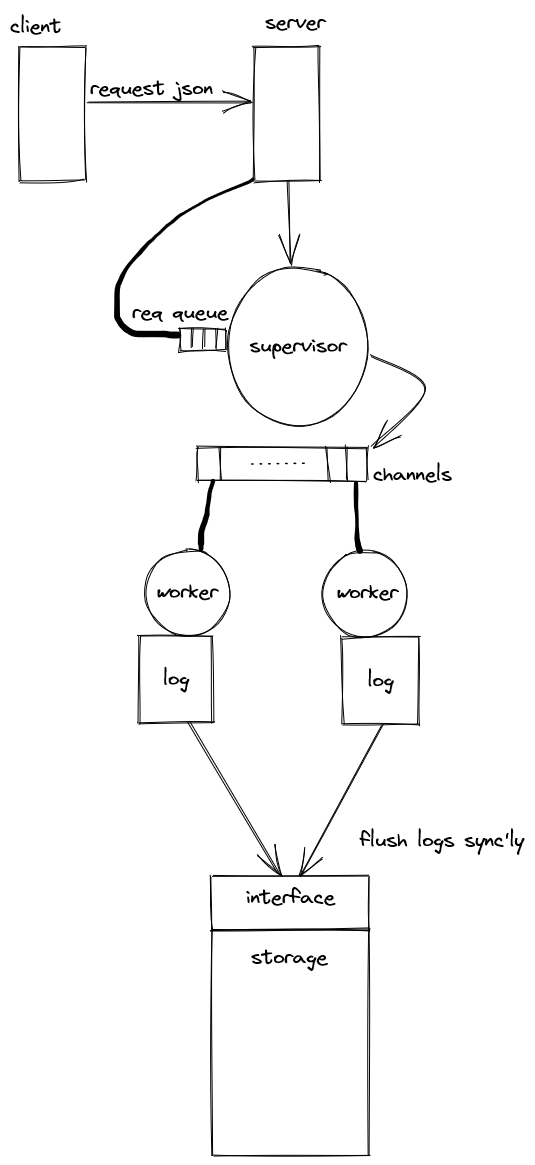 client
server
request json
req queue
supervisor
.......
channels
worker
worker
log
log
flush logs sync'ly
interface
storage